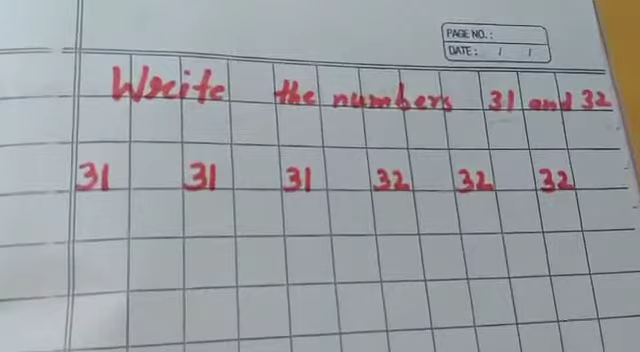 PAGE NO.:
DATE: / /
Write the numbers 31 and 32
31 31 31 32 32 32